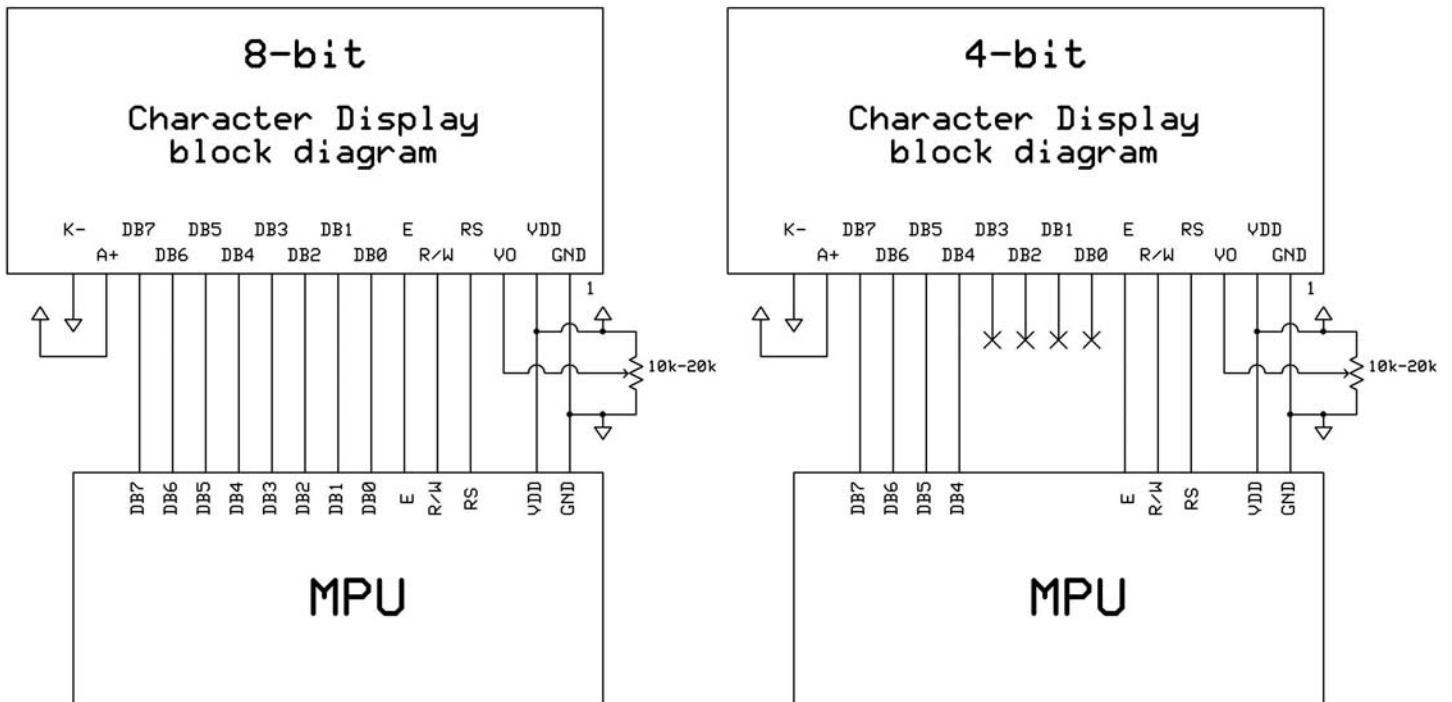 8-bit
Character Display
block diagram
K- DB7 DB5 DB3 DB1 E RS VDD
A+ DB6 DB4 DB2 DB0 R/W VO GND
1
10k-20k
DB7 DB6 DB5 DB4 DB3 DB2 DB1 DB0 E R/W RS VDD GND
MPU
4-bit
Character Display
block diagram
K- DB7 DB5 DB3 DB1 E RS VDD
A+ DB6 DB4 DB2 DB0 R/W VO GND
1
10k-20k
DB7 DB6 DB5 DB4 E R/W RS VDD GND
MPU